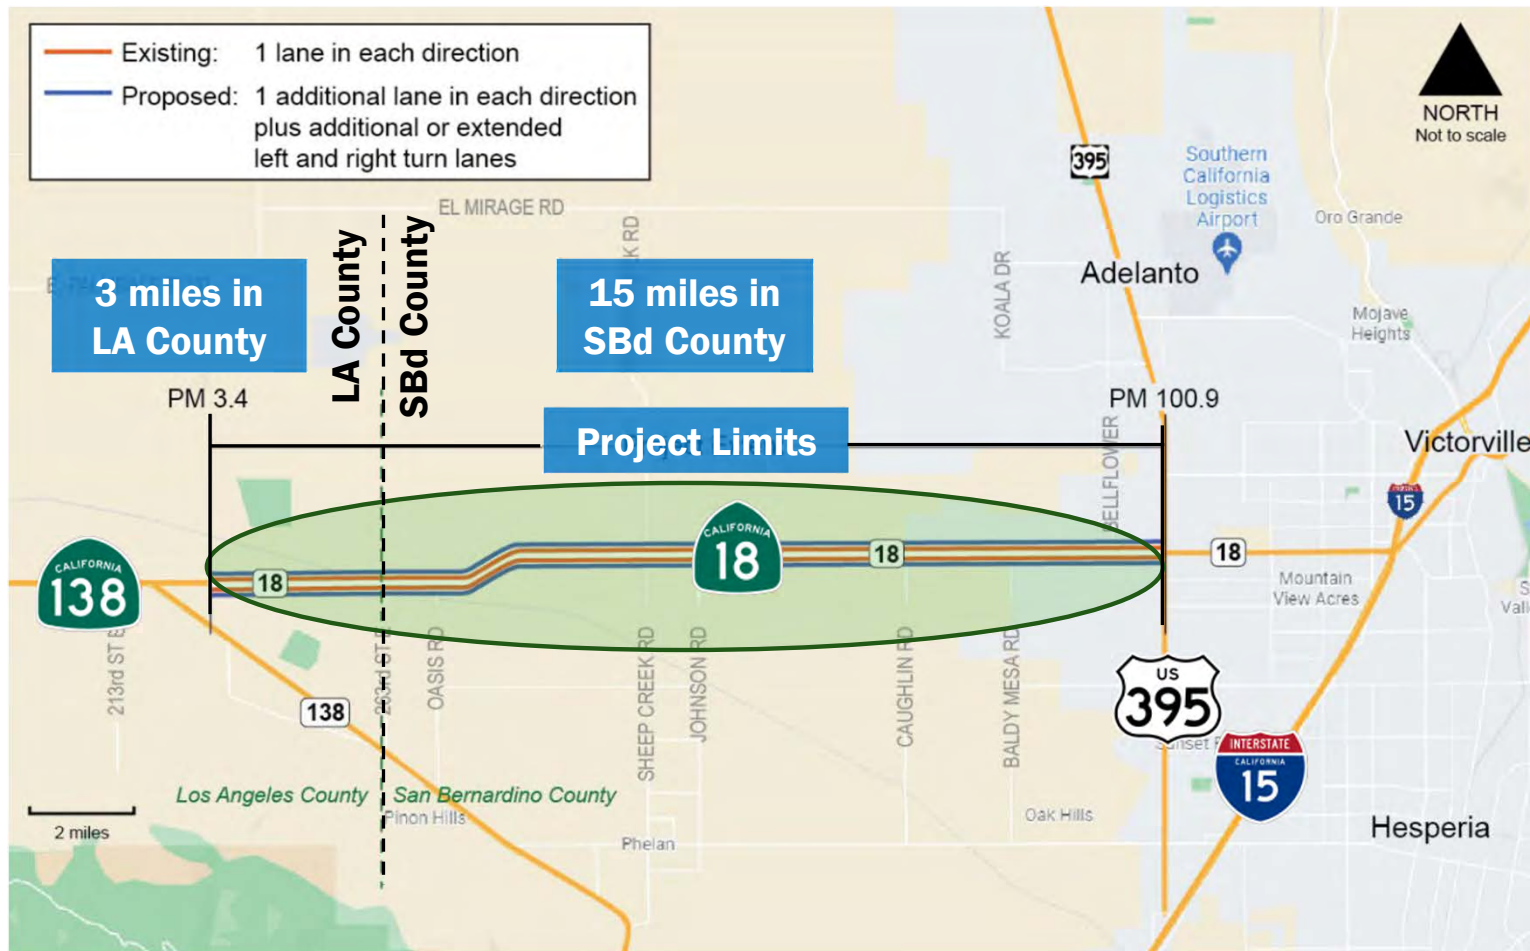 Existing: 1 lane in each direction
Proposed: 1 additional lane in each direction
plus additional or extended
left and right turn lanes
NORTH
Not to scale
395
Southern
California
Logistics
Airport
Oro Grande
EL MIRAGE RD
LA County
SBd County
RD
KOALA DR
Adelanto
3 miles in
LA County
15 miles in
SBd County
Mojave
Heights
PM 3.4
PM 100.9
Project Limits
BELLFLOWER
Victorville
15
CALIFORNIA
138
18
CALIFORNIA
18
18
18
Mountain
View Acres
213rd ST E
138
263rd ST E
OASIS RD
SHEEP CREEK RD
JOHNSON RD
CAUGHLIN RD
BALDY MESA RD
US
395
INTERSTATE
CALIFORNIA
15
Los Angeles County
San Bernardino County
Pinon Hills
2 miles
Phelan
Oak Hills
Hesperia